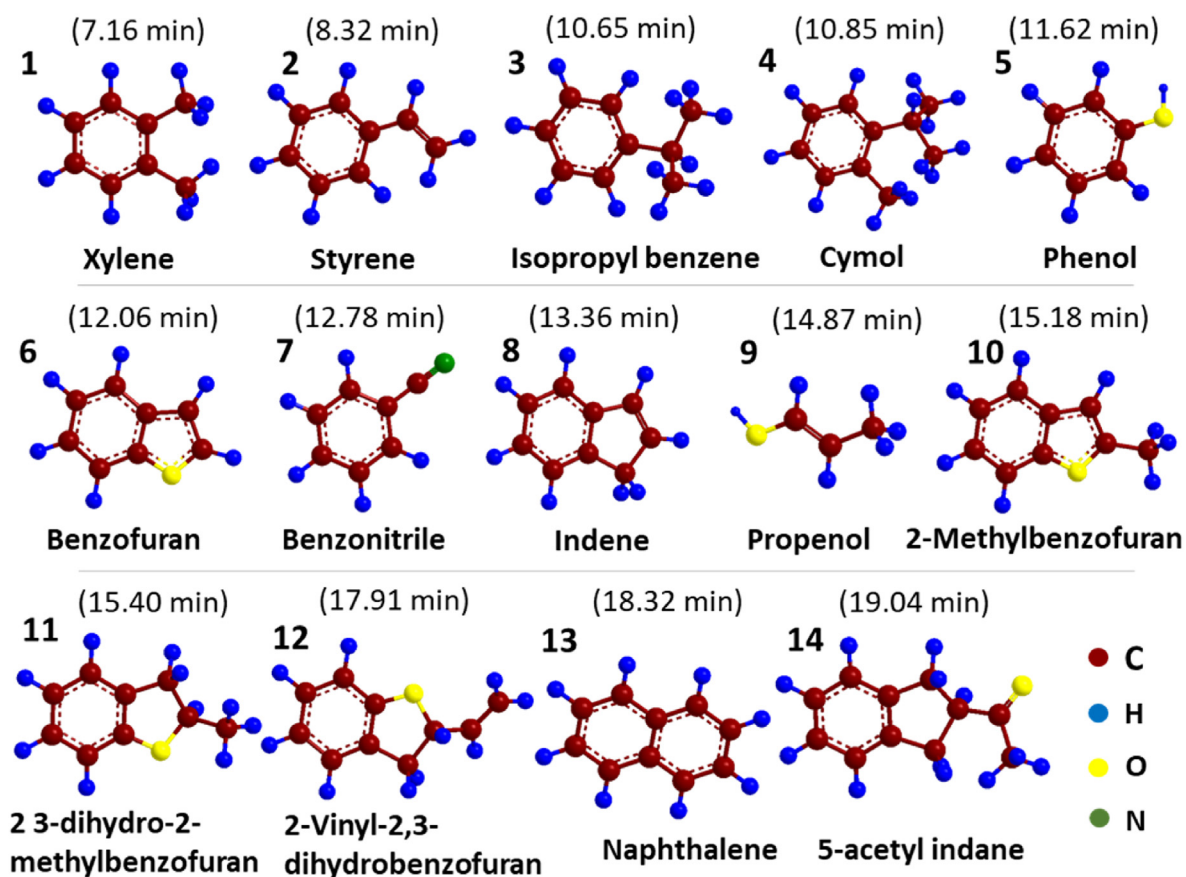 (7.16 min) (8.32 min) (10.65 min) (10.85 min) (11.62 min)
1 2 3 4 5
Xylene Styrene Isopropyl benzene Cymol Phenol
(12.06 min) (12.78 min) (13.36 min) (14.87 min) (15.18 min)
6 7 8 9 10
Benzofuran Benzonitrile Indene Propenol 2-Methylbenzofuran
(15.40 min) (17.91 min) (18.32 min) (19.04 min)
11 12 13 14
C
H
O
N
2 3-dihydro-2-
methylbenzofuran
2-Vinyl-2,3-
dihydrobenzofuran
Naphthalene 5-acetyl indane